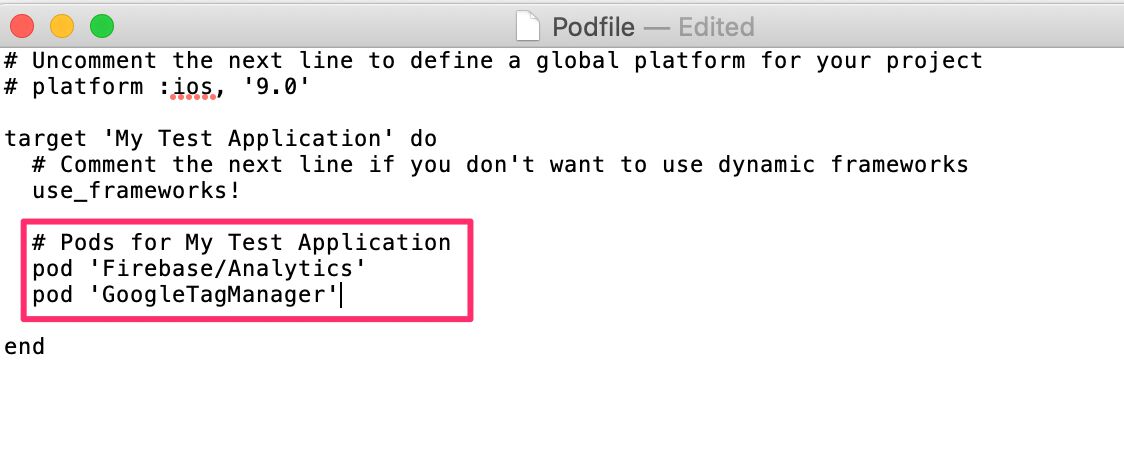 Podfile — Edited
# Uncomment the next line to define a global platform for your project
# platform :ios, '9.0'
target 'My Test Application' do
# Comment the next line if you don't want to use dynamic frameworks
use_frameworks!
# Pods for My Test Application
pod 'Firebase/Analytics'
pod 'GoogleTagManager'
end